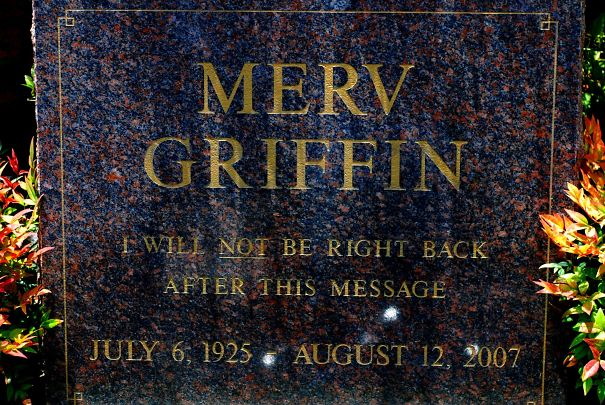 MERV
GRIFFIN
I WILL NOT BE RIGHT BACK
AFTER THIS MESSAGE
JULY 6, 1925 - AUGUST 12, 2007